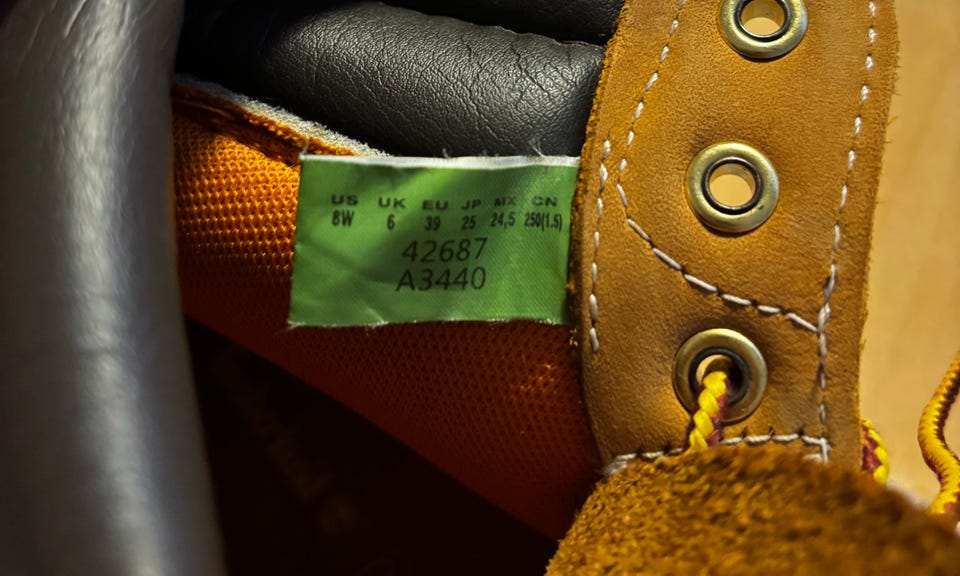 US UK EU JP MX CN
8W 6 39 25 24,5 250(1.5)
42687
A3440